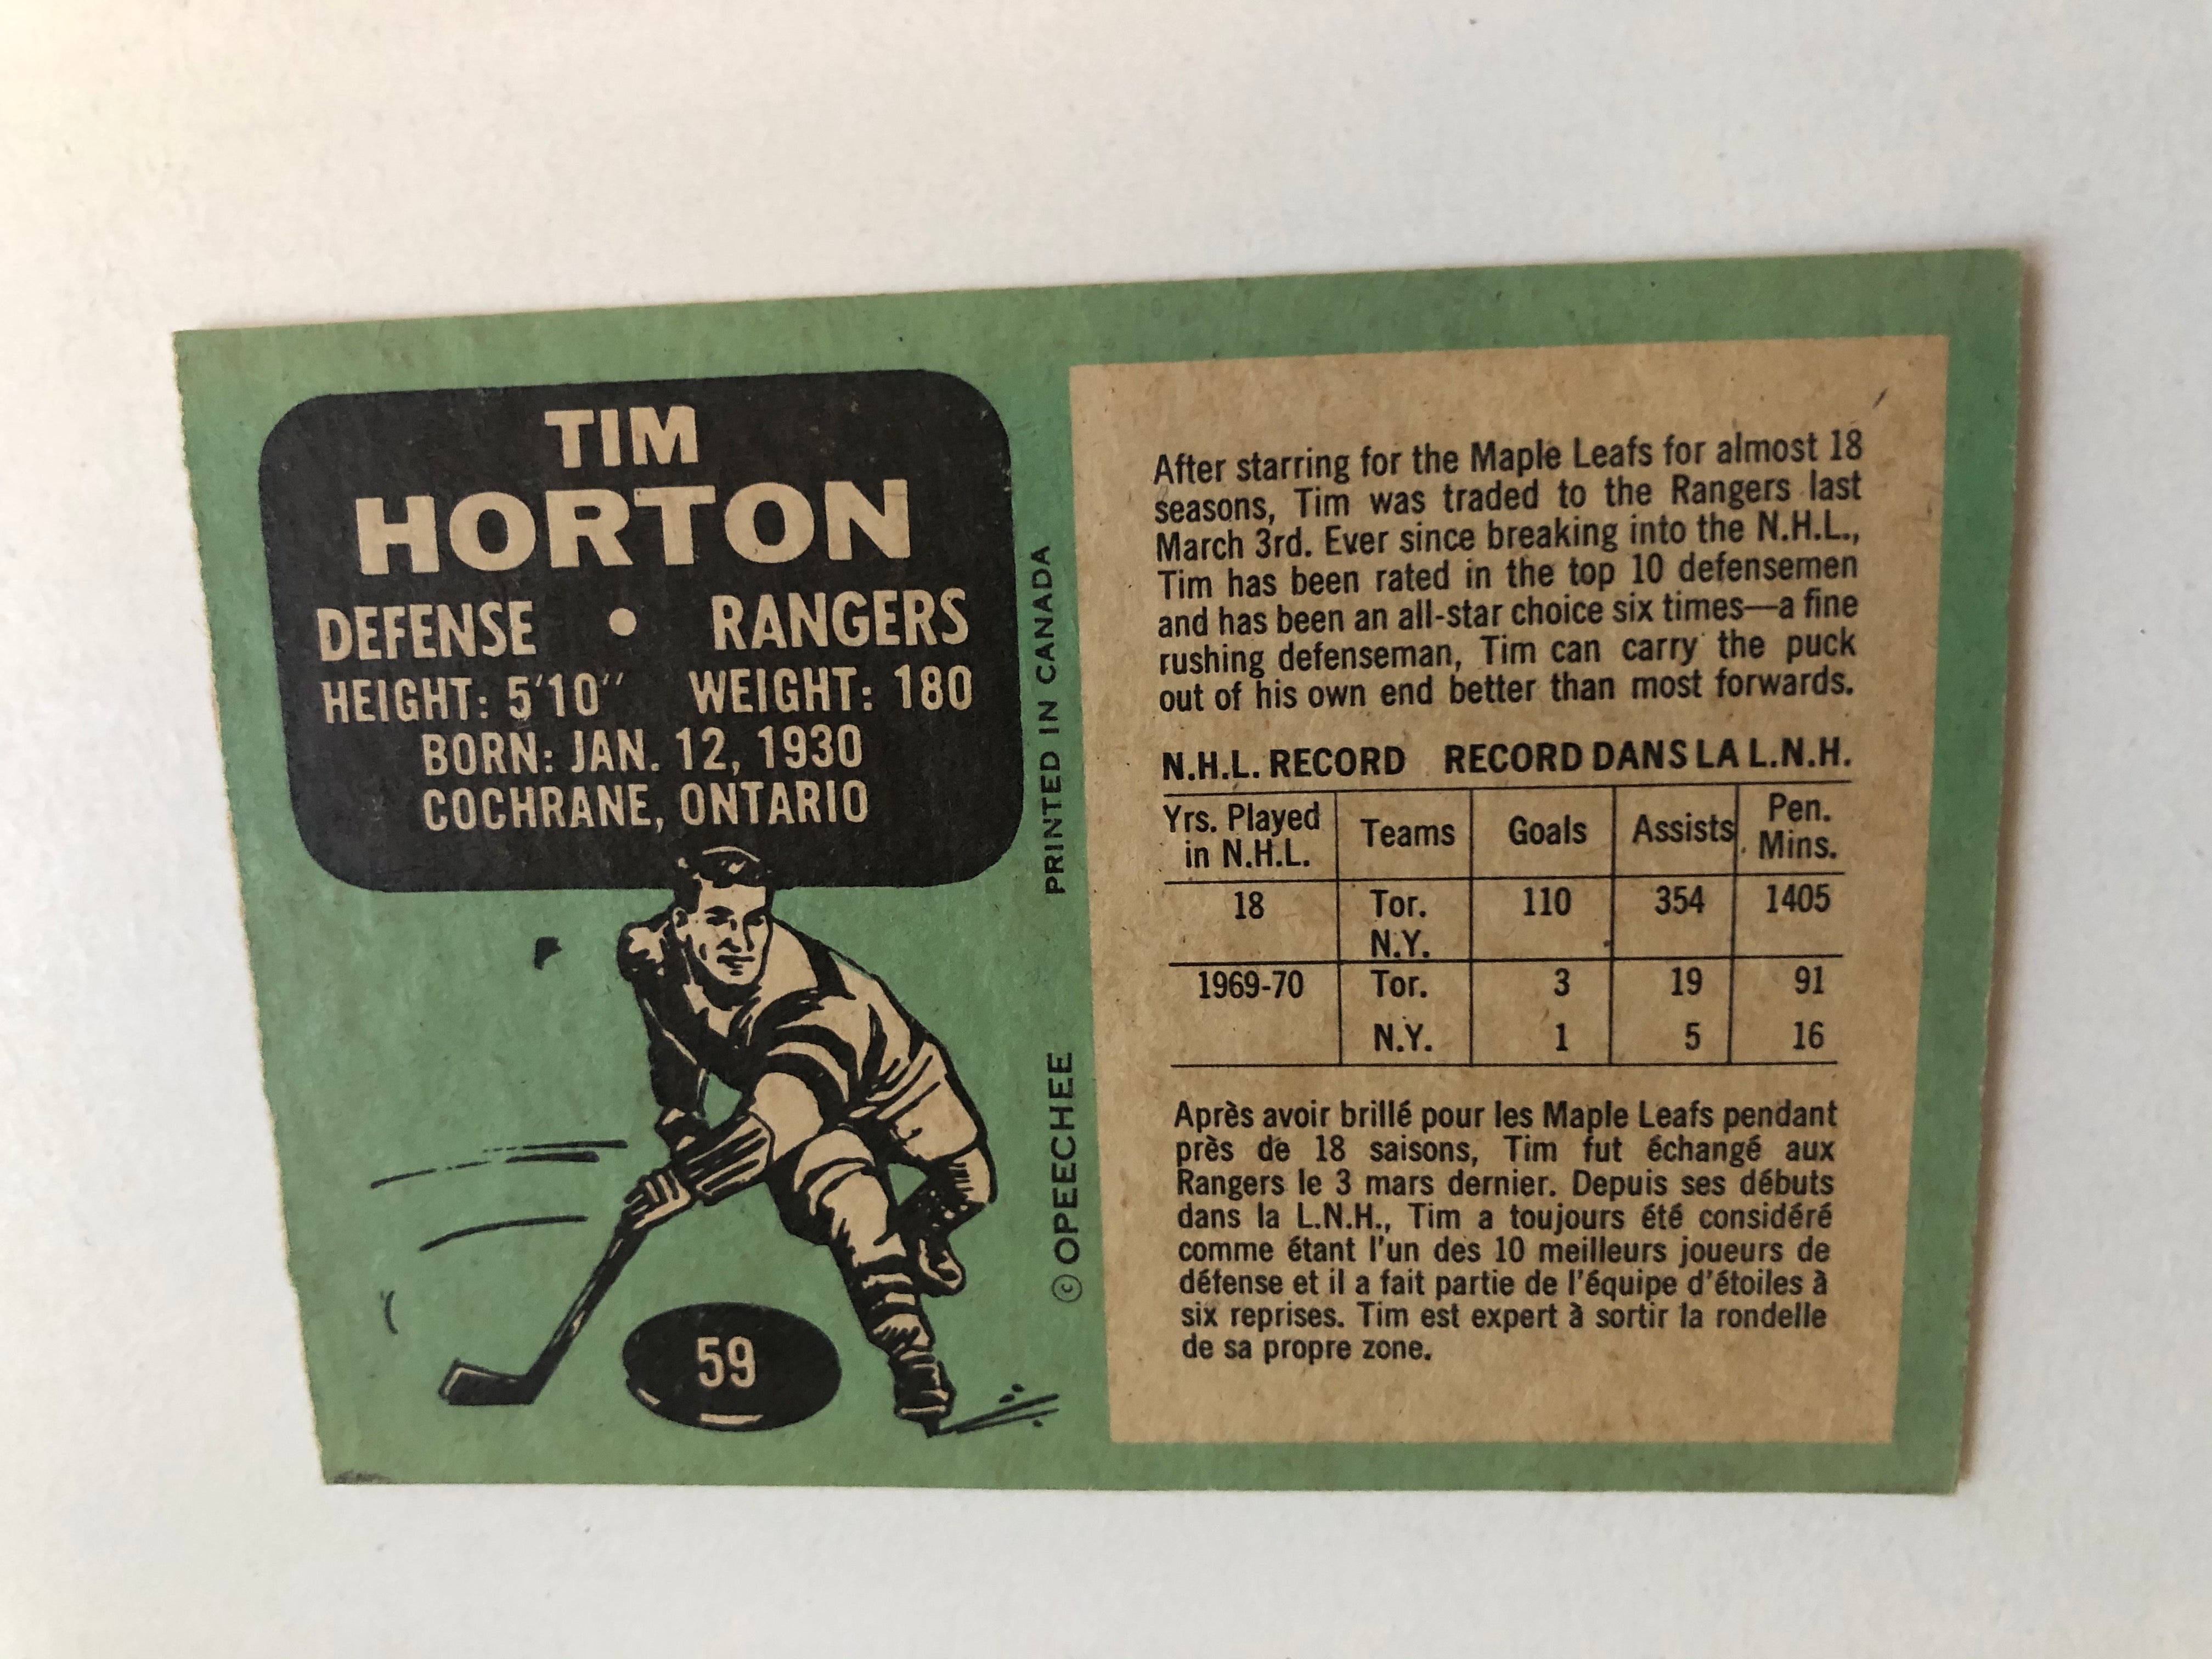 TIM
HORTON
DEFENSE • RANGERS
HEIGHT: 5'10" WEIGHT: 180
BORN: JAN. 12, 1930
COCHRANE, ONTARIO
59
© OPEECHEE PRINTED IN CANADA
After starring for the Maple Leafs for almost 18
seasons, Tim was traded to the Rangers last
March 3rd. Ever since breaking into the N.H.L.,
Tim has been rated in the top 10 defensemen
and has been an all-star choice six times—a fine
rushing defenseman, Tim can carry the puck
out of his own end better than most forwards.
N.H.L. RECORD RECORD DANS LA L.N.H.
Yrs. Played in N.H.L. Teams Goals Assists Pen. Mins.
18 Tor. 110 354 1405
N.Y.
1969-70 Tor. 3 19 91
N.Y. 1 5 16
Après avoir brillé pour les Maple Leafs pendant
près de 18 saisons, Tim fut échangé aux
Rangers le 3 mars dernier. Depuis ses débuts
dans la L.N.H., Tim a toujours été considéré
comme étant l'un des 10 meilleurs joueurs de
défense et il a fait partie de l'équipe d'étoiles à
six reprises. Tim est expert à sortir la rondelle
de sa propre zone.